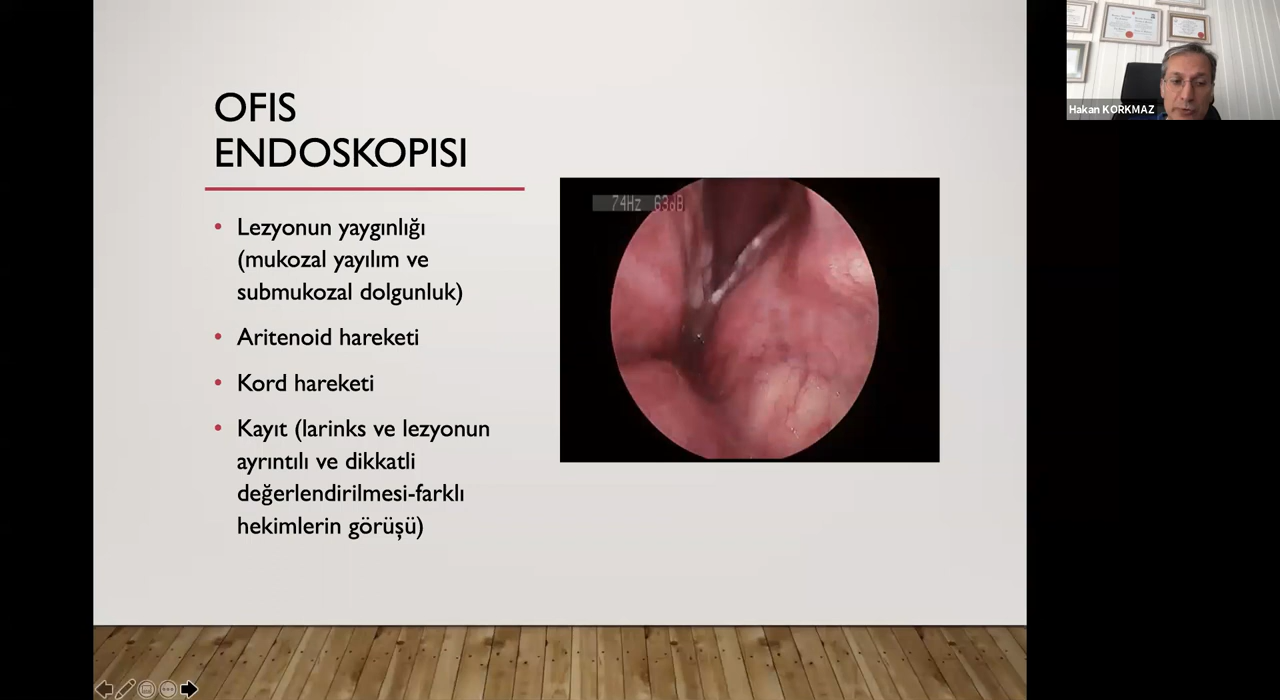 OFIS
ENDOSKOPISI
• Lezyonun yaygınlığı
(mukozal yayılım ve
submukozal dolgunluk)
• Aritenoid hareketi
• Kord hareketi
• Kayıt (larinks ve lezyonun
ayrıntılı ve dikkatli
değerlendirilmesi-farklı
hekimlerin görüşü)
74Hz 63dB
Hakan KORKMAZ